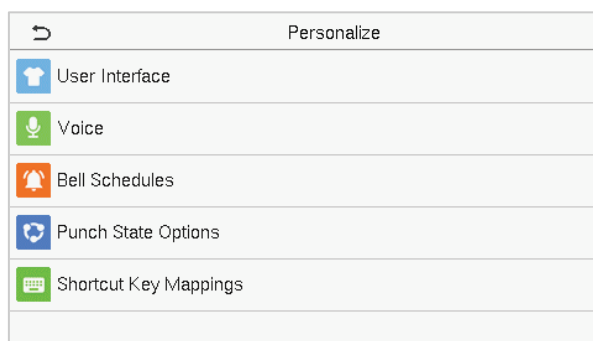 Personalize
User Interface
Voice
Bell Schedules
Punch State Options
Shortcut Key Mappings